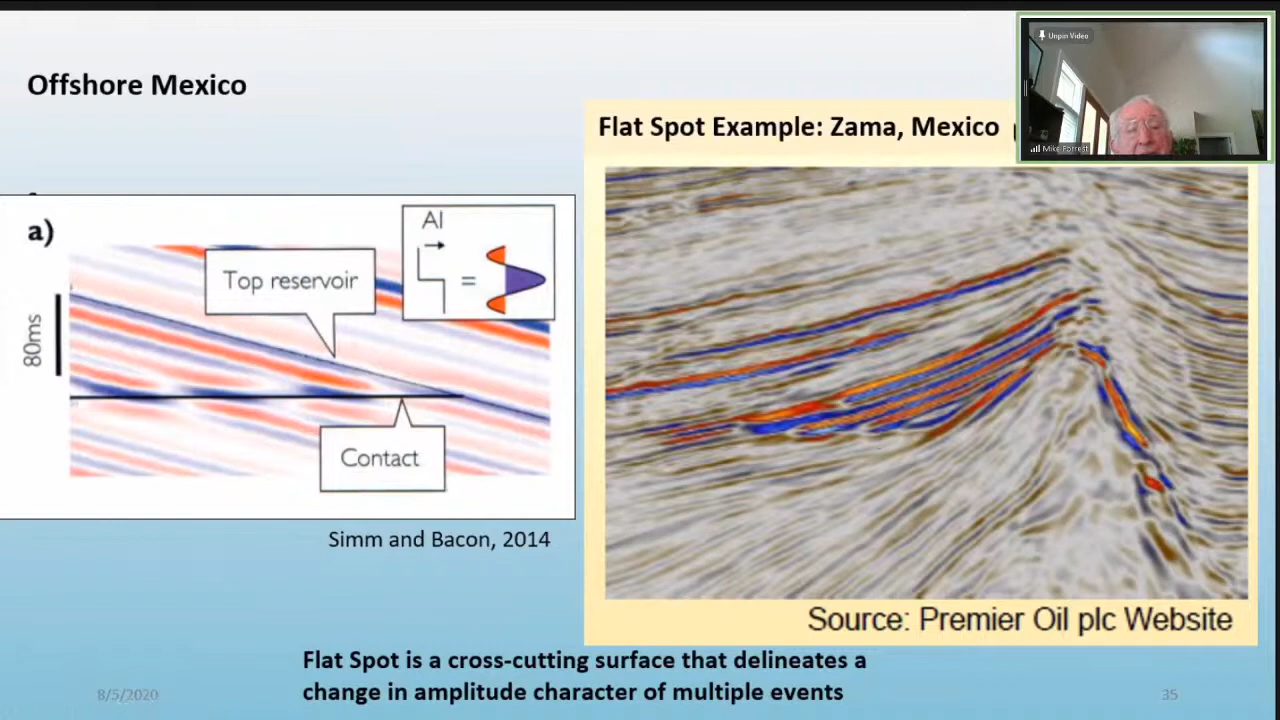 Unpin Video
Offshore Mexico
Flat Spot Example: Zama, Mexico
Mike Forrest
a)
AI
=
Top reservoir
80ms
Contact
Simm and Bacon, 2014
Source: Premier Oil plc Website
Flat Spot is a cross-cutting surface that delineates a
change in amplitude character of multiple events
8/5/2020
35